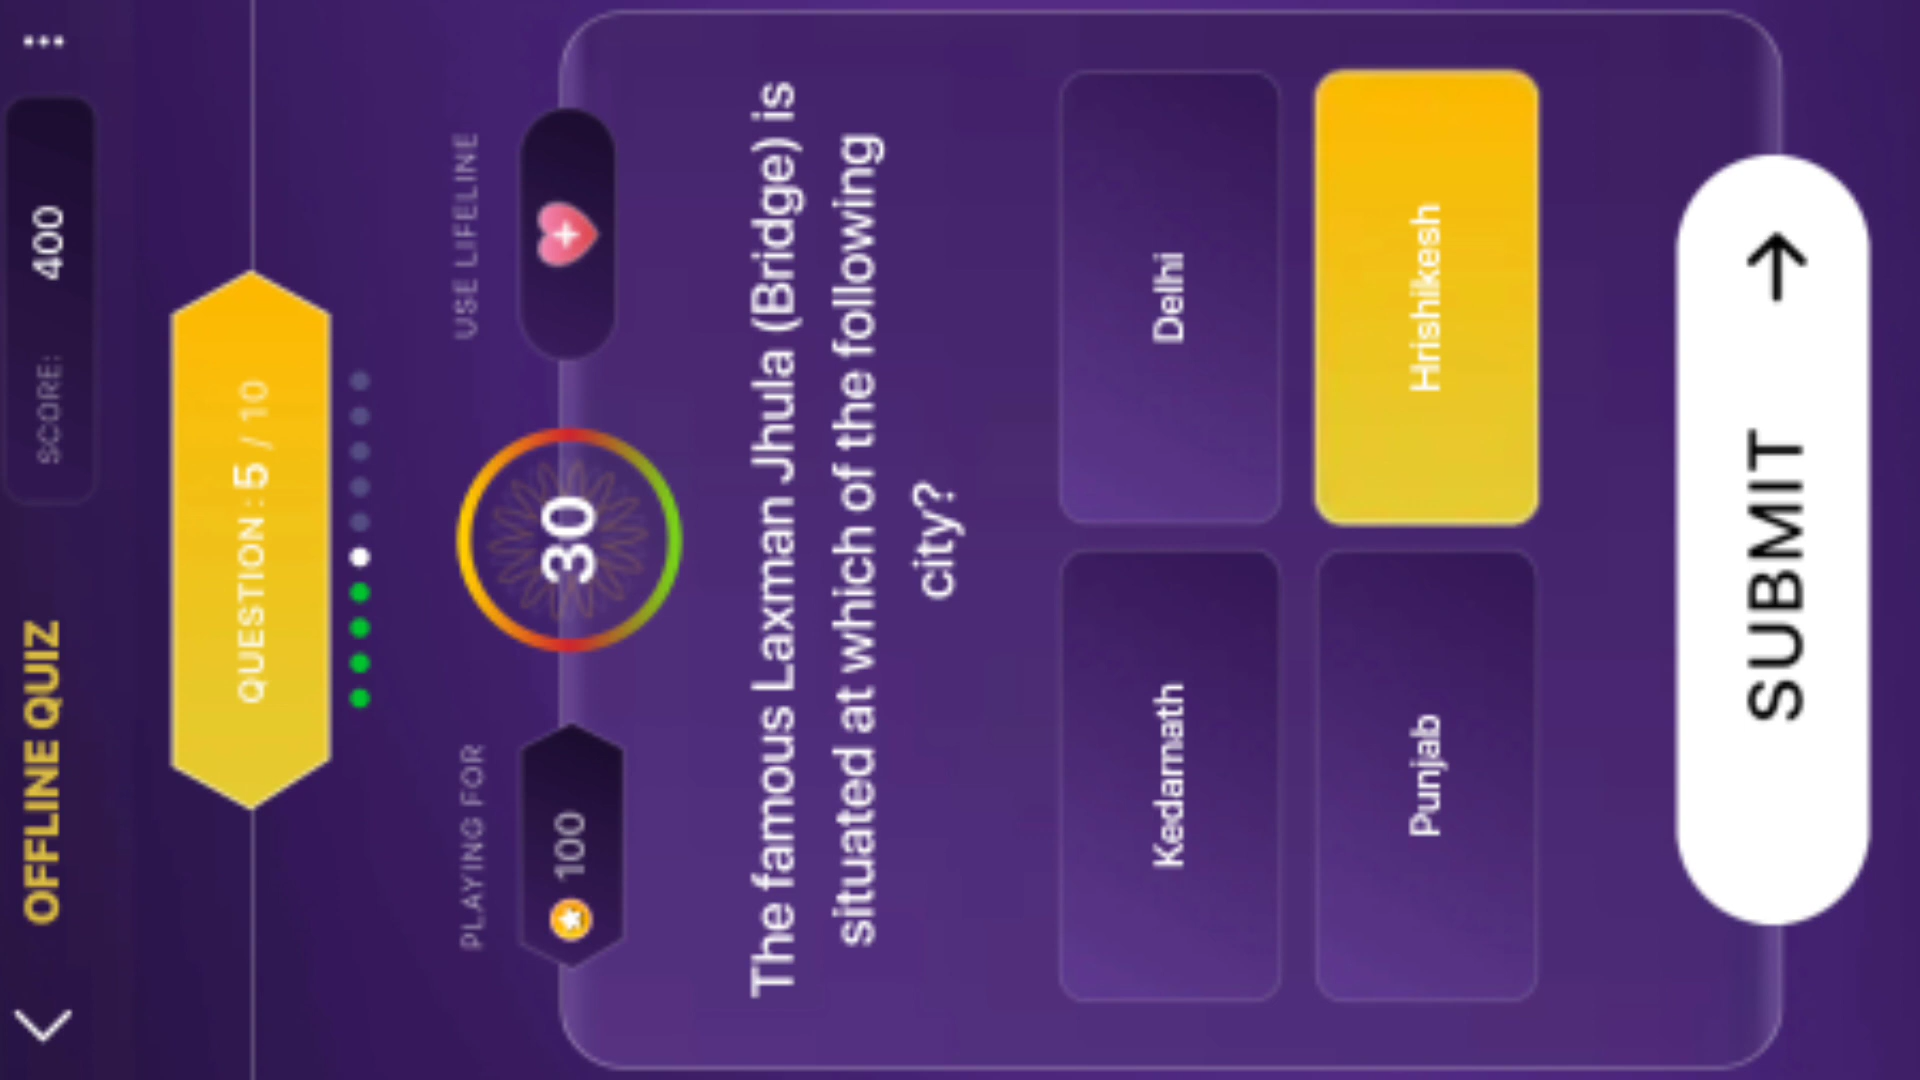 OFFLINE QUIZ
SCORE: 400
QUESTION : 5 / 10
PLAYING FOR
100
30
USE LIFELINE
The famous Laxman Jhula (Bridge) is
situated at which of the following
city?
Kedarnath
Delhi
Punjab
Hrishikesh
SUBMIT